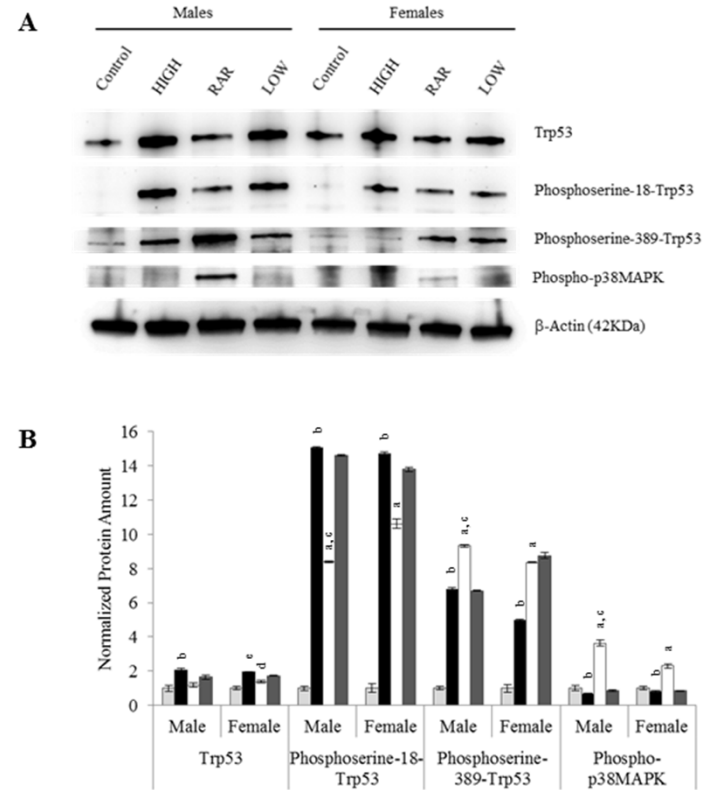 A
Males
Females
Control
HIGH
RAR
LOW
Control
HIGH
RAR
LOW
Trp53
Phosphoserine-18-Trp53
Phosphoserine-389-Trp53
Phospho-p38MAPK
β-Actin (42KDa)
B
Normalized Protein Amount
16
14
12
10
8
6
4
2
0
b
c
d
b
a, c
b
a
b
a, c
b
a
b
a, c
b
a
Male
Female
Male
Female
Male
Female
Male
Female
Trp53
Phosphoserine-18-
Trp53
Phosphoserine-
389-Trp53
Phospho-
p38MAPK